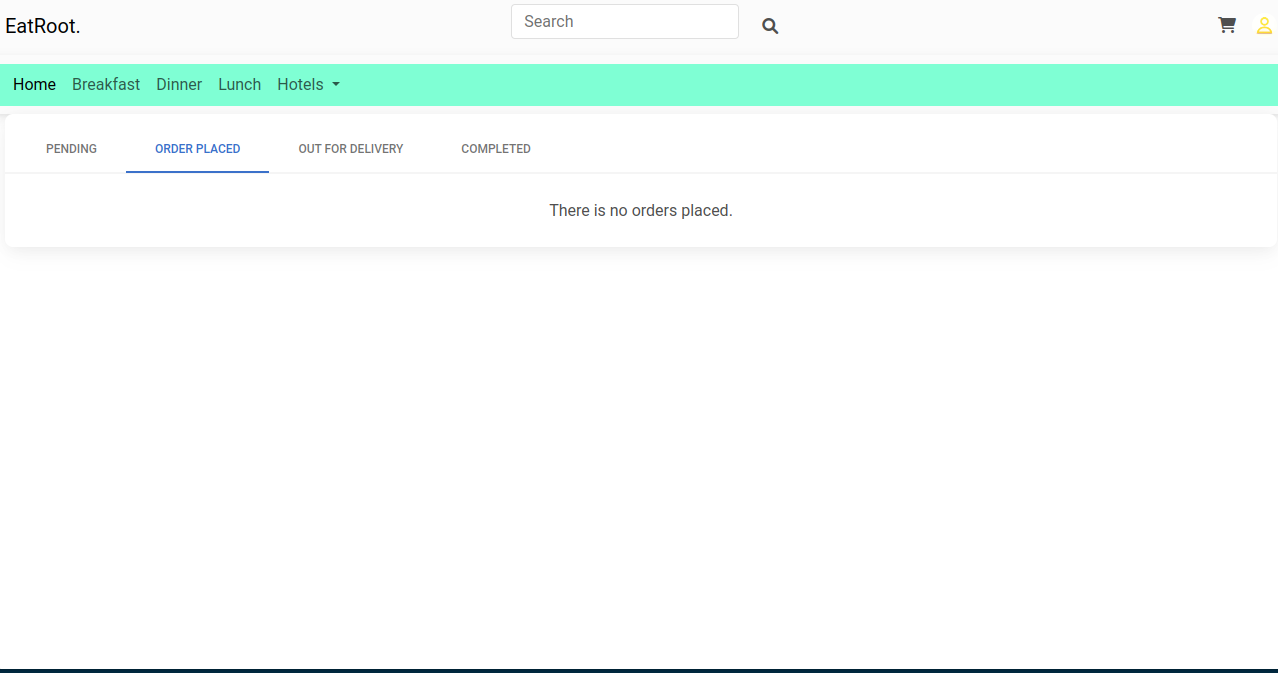 EatRoot. Search
Home Breakfast Dinner Lunch Hotels
PENDING ORDER PLACED OUT FOR DELIVERY COMPLETED
There is no orders placed.